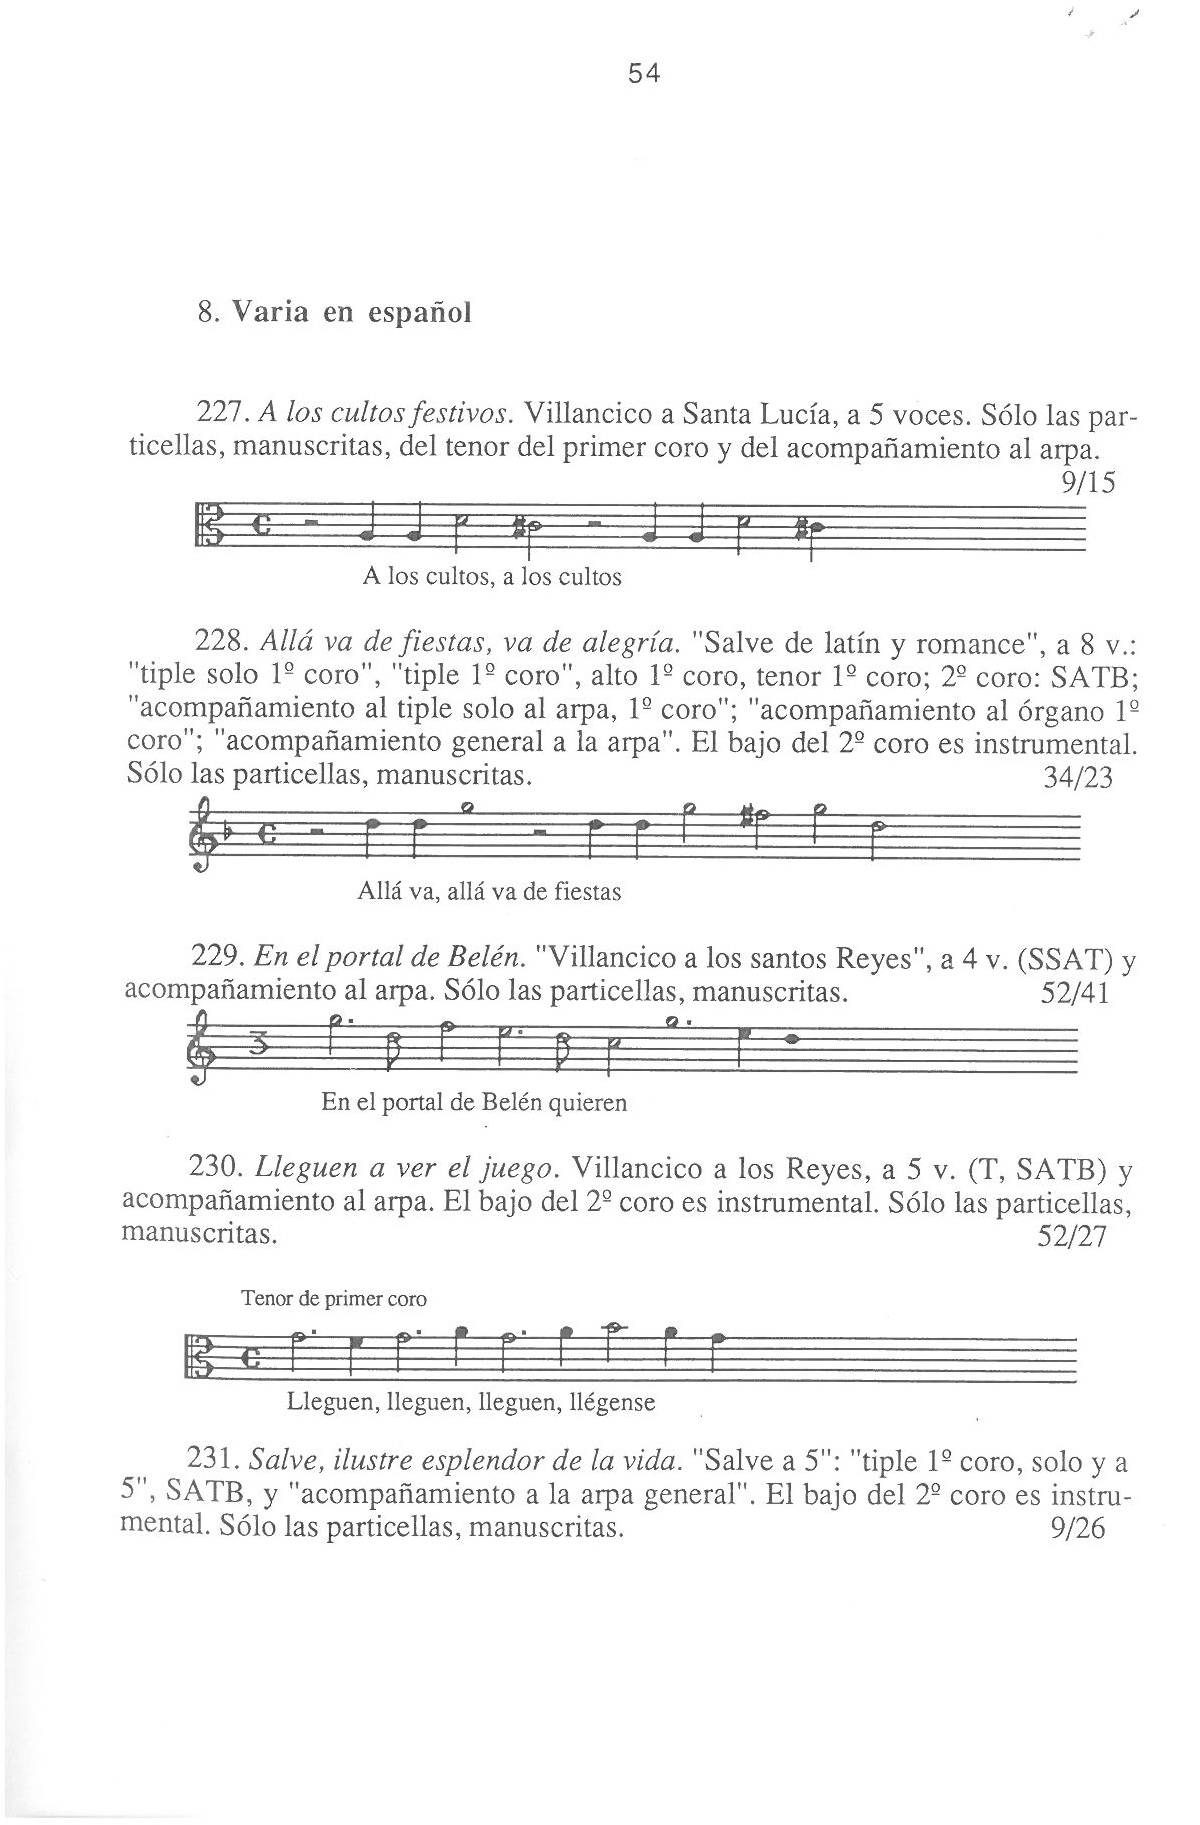 54
8. Varia en español
227. A los cultos festivos. Villancico a Santa Lucía, a 5 voces. Sólo las par-
ticellas, manuscritas, del tenor del primer coro y del acompañamiento al arpa.
9/15
A los cultos, a los cultos
228. Allá va de fiestas, va de alegría. "Salve de latín y romance", a 8 v.:
"tiple solo 1º coro", "tiple 1º coro", alto 1º coro, tenor 1º coro; 2º coro: SATB;
"acompañamiento al tiple solo al arpa, 1º coro"; "acompañamiento al órgano 1º
coro"; "acompañamiento general a la arpa". El bajo del 2º coro es instrumental.
Sólo las particellas, manuscritas. 34/23
Allá va, allá va de fiestas
229. En el portal de Belén. "Villancico a los santos Reyes", a 4 v. (SSAT) y
acompañamiento al arpa. Sólo las particellas, manuscritas. 52/41
3
En el portal de Belén quieren
230. Lleguen a ver el juego. Villancico a los Reyes, a 5 v. (T, SATB) y
acompañamiento al arpa. El bajo del 2º coro es instrumental. Sólo las particellas,
manuscritas. 52/27
Tenor de primer coro
Lleguen, lleguen, lleguen, llégense
231. Salve, ilustre esplendor de la vida. "Salve a 5": "tiple 1º coro, solo y a
5", SATB, y "acompañamiento a la arpa general". El bajo del 2º coro es instru-
mental. Sólo las particellas, manuscritas. 9/26